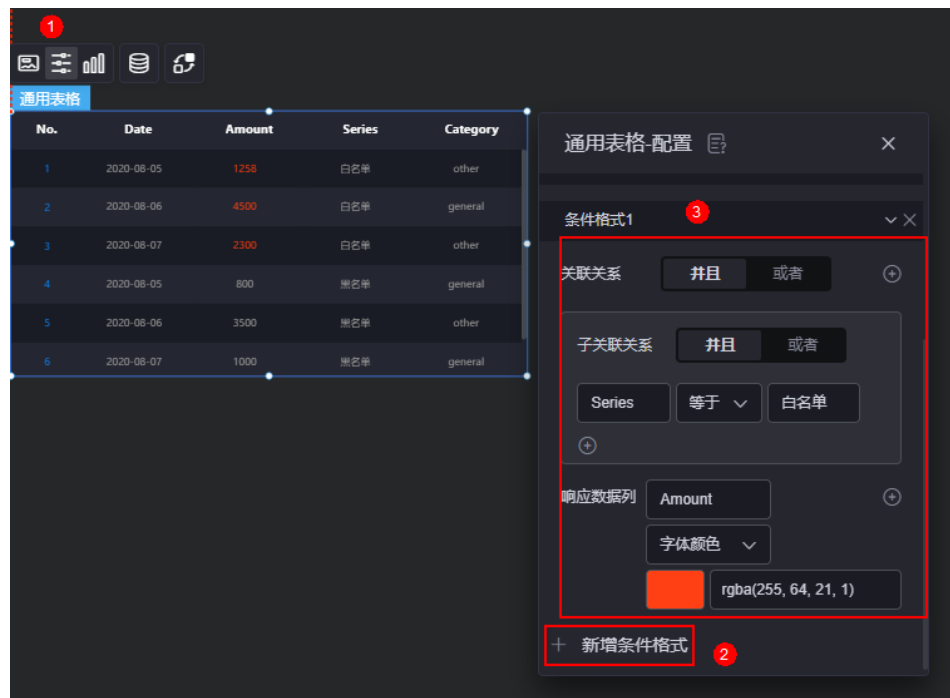 1
通用表格
No. Date Amount Series Category
1 2020-08-05 1258 白名单 other
2 2020-08-06 4500 白名单 general
3 2020-08-07 2300 白名单 other
4 2020-08-05 800 黑名单 general
5 2020-08-06 3500 黑名单 other
6 2020-08-07 1000 黑名单 general
通用表格-配置
条件格式1 3
关联关系 并且 或者
子关联关系 并且 或者
Series 等于 白名单
响应数据列 Amount
字体颜色
rgba(255, 64, 21, 1)
新增条件格式 2